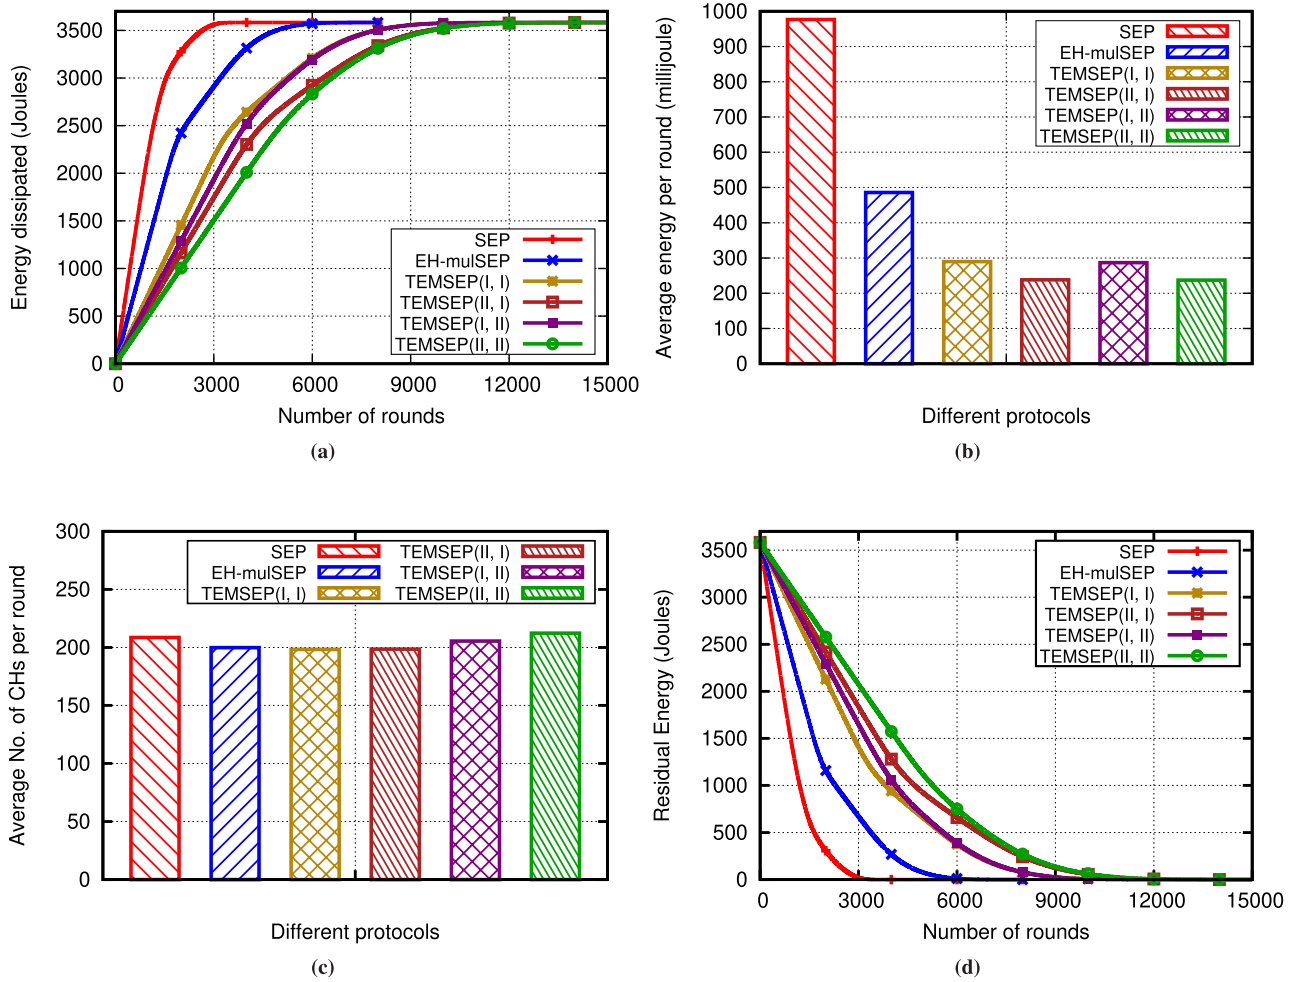 Energy dissipated (Joules)
3500
3000
2500
2000
1500
1000
500
0
0 3000 6000 9000 12000 15000
Number of rounds
SEP
EH-mulSEP
TEMSEP(I, I)
TEMSEP(II, I)
TEMSEP(I, II)
TEMSEP(II, II)
(a)
Average energy per round (millijoule)
1000
900
800
700
600
500
400
300
200
100
0
SEP
EH-mulSEP
TEMSEP(I, I)
TEMSEP(II, I)
TEMSEP(I, II)
TEMSEP(II, II)
Different protocols
(b)
Average No. of CHs per round
300
250
200
150
100
50
0
SEP TEMSEP(II, I)
EH-mulSEP TEMSEP(I, II)
TEMSEP(I, I) TEMSEP(II, II)
Different protocols
(c)
Residual Energy (Joules)
3500
3000
2500
2000
1500
1000
500
0
0 3000 6000 9000 12000 15000
Number of rounds
SEP
EH-mulSEP
TEMSEP(I, I)
TEMSEP(II, I)
TEMSEP(I, II)
TEMSEP(II, II)
(d)